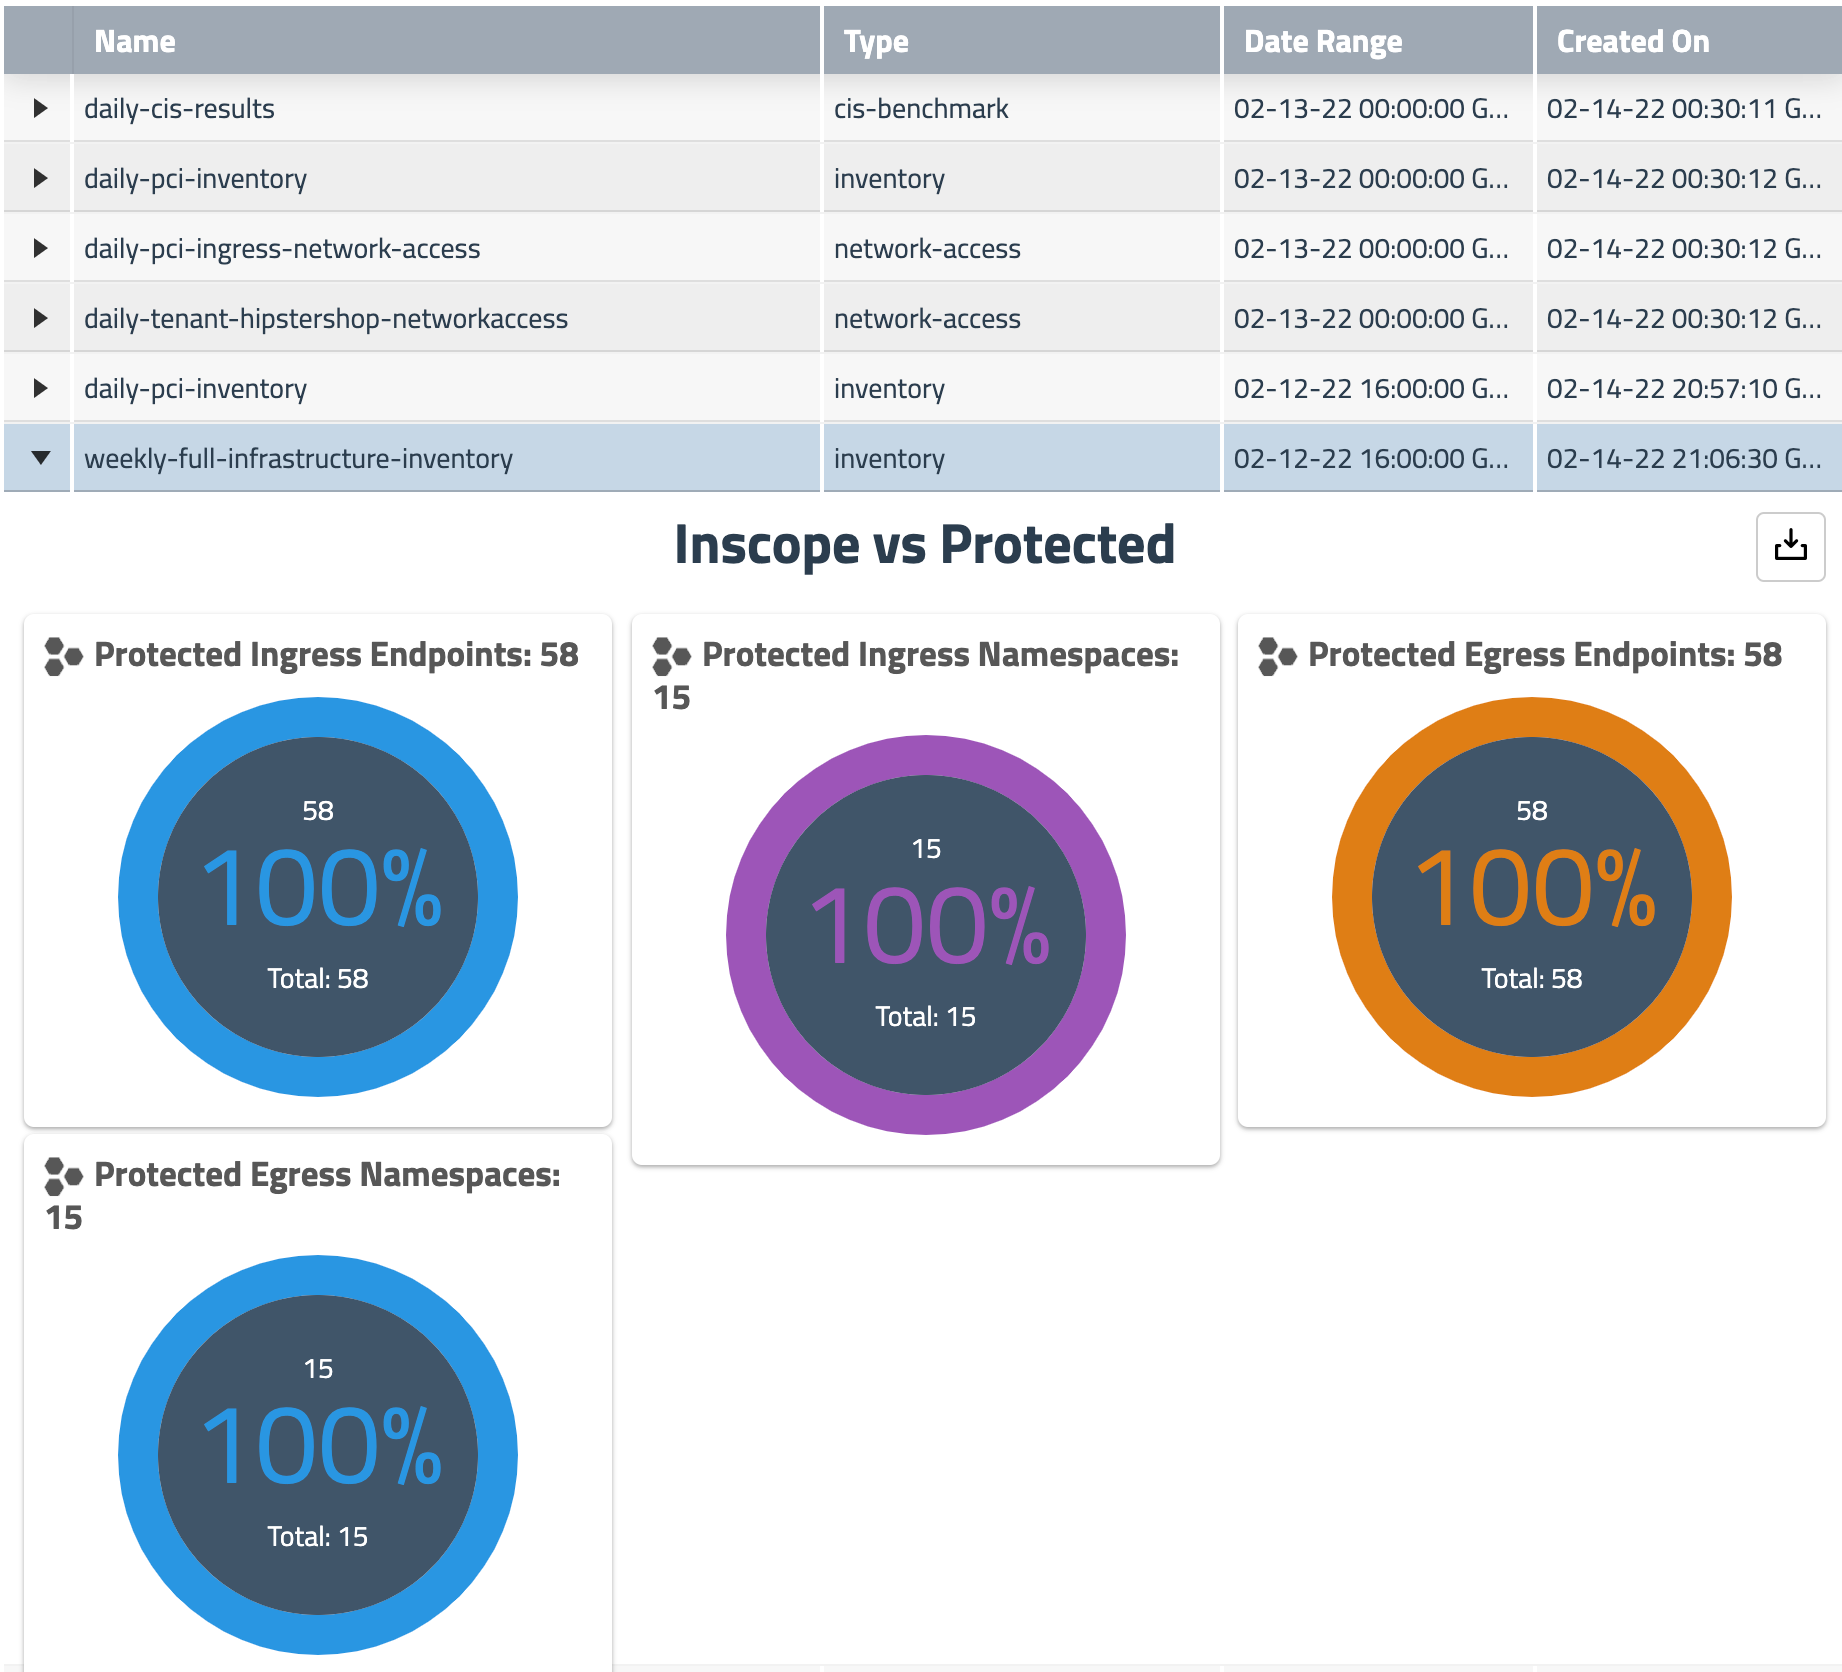 Name Type Date Range Created On
daily-cis-results cis-benchmark 02-13-22 00:00:00 G... 02-14-22 00:30:11 G...
daily-pci-inventory inventory 02-13-22 00:00:00 G... 02-14-22 00:30:12 G...
daily-pci-ingress-network-access network-access 02-13-22 00:00:00 G... 02-14-22 00:30:12 G...
daily-tenant-hipstershop-networkaccess network-access 02-13-22 00:00:00 G... 02-14-22 00:30:12 G...
daily-pci-inventory inventory 02-12-22 16:00:00 G... 02-14-22 20:57:10 G...
weekly-full-infrastructure-inventory inventory 02-12-22 16:00:00 G... 02-14-22 21:06:30 G...
Inscope vs Protected
Protected Ingress Endpoints: 58
58
100%
Total: 58
Protected Ingress Namespaces:
15
15
100%
Total: 15
Protected Egress Endpoints: 58
58
100%
Total: 58
Protected Egress Namespaces:
15
15
100%
Total: 15